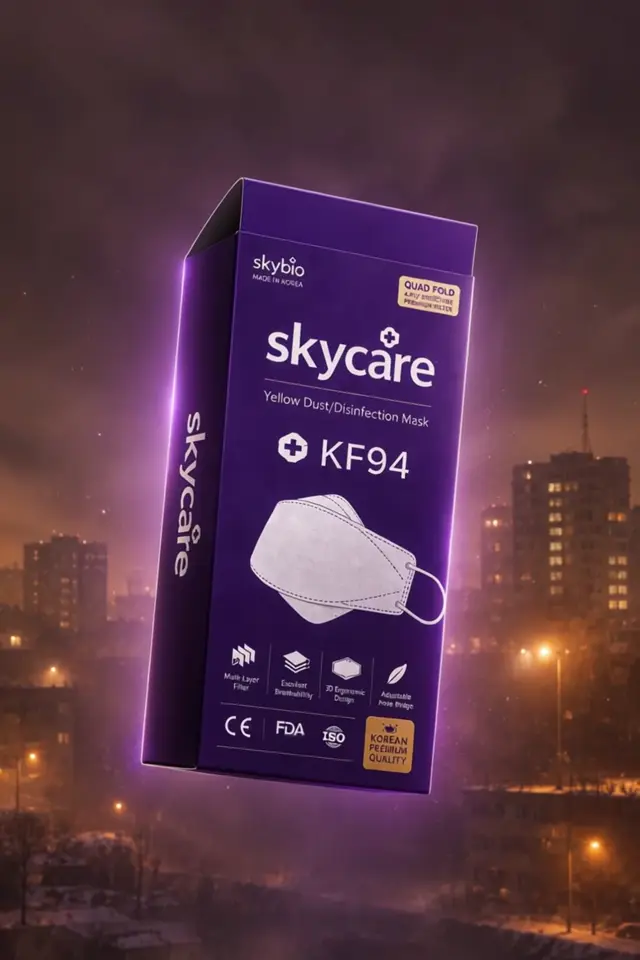 skybio
MADE IN KOREA
QUAD FOLD
skycare
Yellow Dust/Disinfection Mask
KF94
skycare
Multi-Layer
Filter
Excellent
Breathability
3D Ergonomic
Design
Adjustable
Nose Bridge
CE
FDA
ISO
KOREAN
PREMIUM
QUALITY